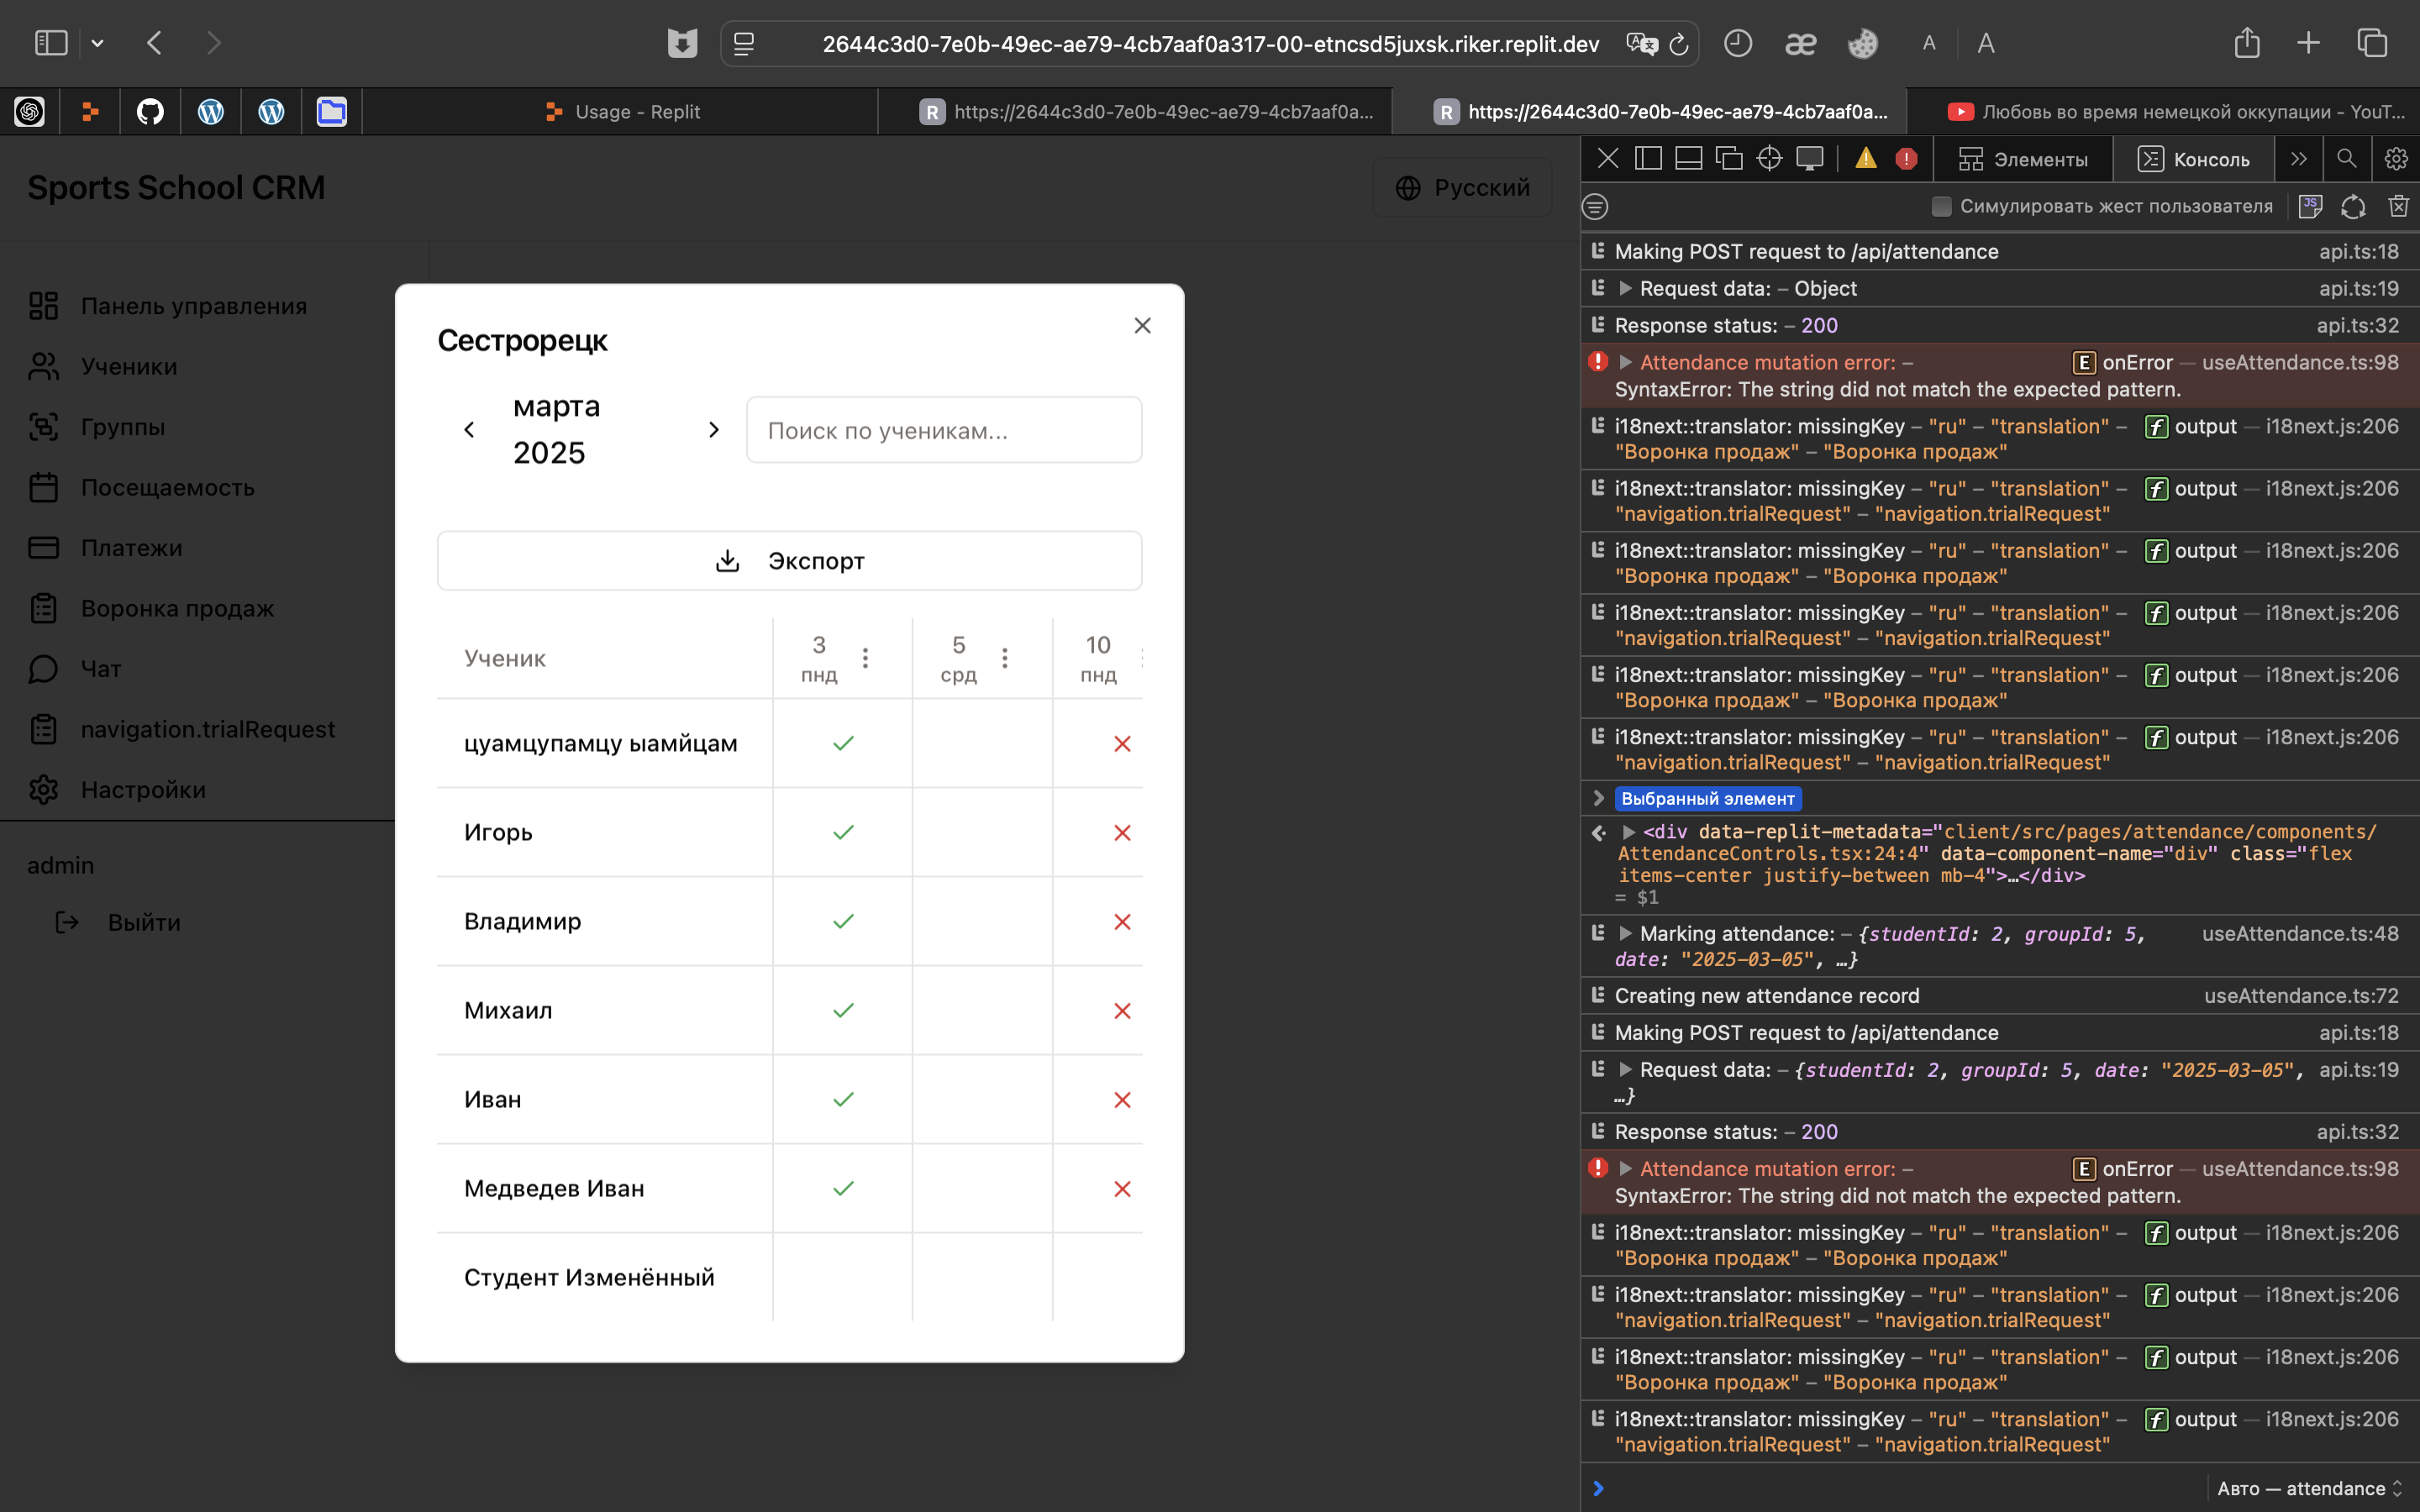 2644c3d0-7e0b-49ec-ae79-4cb7aaf0a317-00-etncsd5juxsk.riker.replit.dev
A
A
Usage - Replit
R https://2644c3d0-7e0b-49ec-ae79-4cb7aaf0a...
R https://2644c3d0-7e0b-49ec-ae79-4cb7aaf0a...
Любовь во время немецкой оккупации - YouT...
Sports School CRM
Русский
Панель управления
Ученики
Группы
Посещаемость
Платежи
Воронка продаж
Чат
navigation.trialRequest
Настройки
admin
Выйти
Сестрорецк
марта
2025
Поиск по ученикам...
Экспорт
Ученик
3
пнд
5
срд
10
пнд
цуамцупамцу ыамйцам
Игорь
Владимир
Михаил
Иван
Медведев Иван
Студент Изменённый
Элементы
Консоль
Симулировать жест пользователя
Making POST request to /api/attendance api.ts:18
Request data: – Object api.ts:19
Response status: – 200 api.ts:32
Attendance mutation error: – E onError — useAttendance.ts:98
SyntaxError: The string did not match the expected pattern.
i18next::translator: missingKey – "ru" – "translation" – f output — i18next.js:206
"Воронка продаж" – "Воронка продаж"
i18next::translator: missingKey – "ru" – "translation" – f output — i18next.js:206
"navigation.trialRequest" – "navigation.trialRequest"
i18next::translator: missingKey – "ru" – "translation" – f output — i18next.js:206
"Воронка продаж" – "Воронка продаж"
i18next::translator: missingKey – "ru" – "translation" – f output — i18next.js:206
"navigation.trialRequest" – "navigation.trialRequest"
i18next::translator: missingKey – "ru" – "translation" – f output — i18next.js:206
"Воронка продаж" – "Воронка продаж"
i18next::translator: missingKey – "ru" – "translation" – f output — i18next.js:206
"navigation.trialRequest" – "navigation.trialRequest"
Выбранный элемент
<div data-replit-metadata="client/src/pages/attendance/components/
AttendanceControls.tsx:24:4" data-component-name="div" class="flex
items-center justify-between mb-4">…</div>
= $1
Marking attendance: – {studentId: 2, groupId: 5, useAttendance.ts:48
date: "2025-03-05", …}
Creating new attendance record useAttendance.ts:72
Making POST request to /api/attendance api.ts:18
Request data: – {studentId: 2, groupId: 5, date: "2025-03-05", api.ts:19
…}
Response status: – 200 api.ts:32
Attendance mutation error: – E onError — useAttendance.ts:98
SyntaxError: The string did not match the expected pattern.
i18next::translator: missingKey – "ru" – "translation" – f output — i18next.js:206
"Воронка продаж" – "Воронка продаж"
i18next::translator: missingKey – "ru" – "translation" – f output — i18next.js:206
"navigation.trialRequest" – "navigation.trialRequest"
i18next::translator: missingKey – "ru" – "translation" – f output — i18next.js:206
"Воронка продаж" – "Воронка продаж"
i18next::translator: missingKey – "ru" – "translation" – f output — i18next.js:206
"navigation.trialRequest" – "navigation.trialRequest"
Авто — attendance